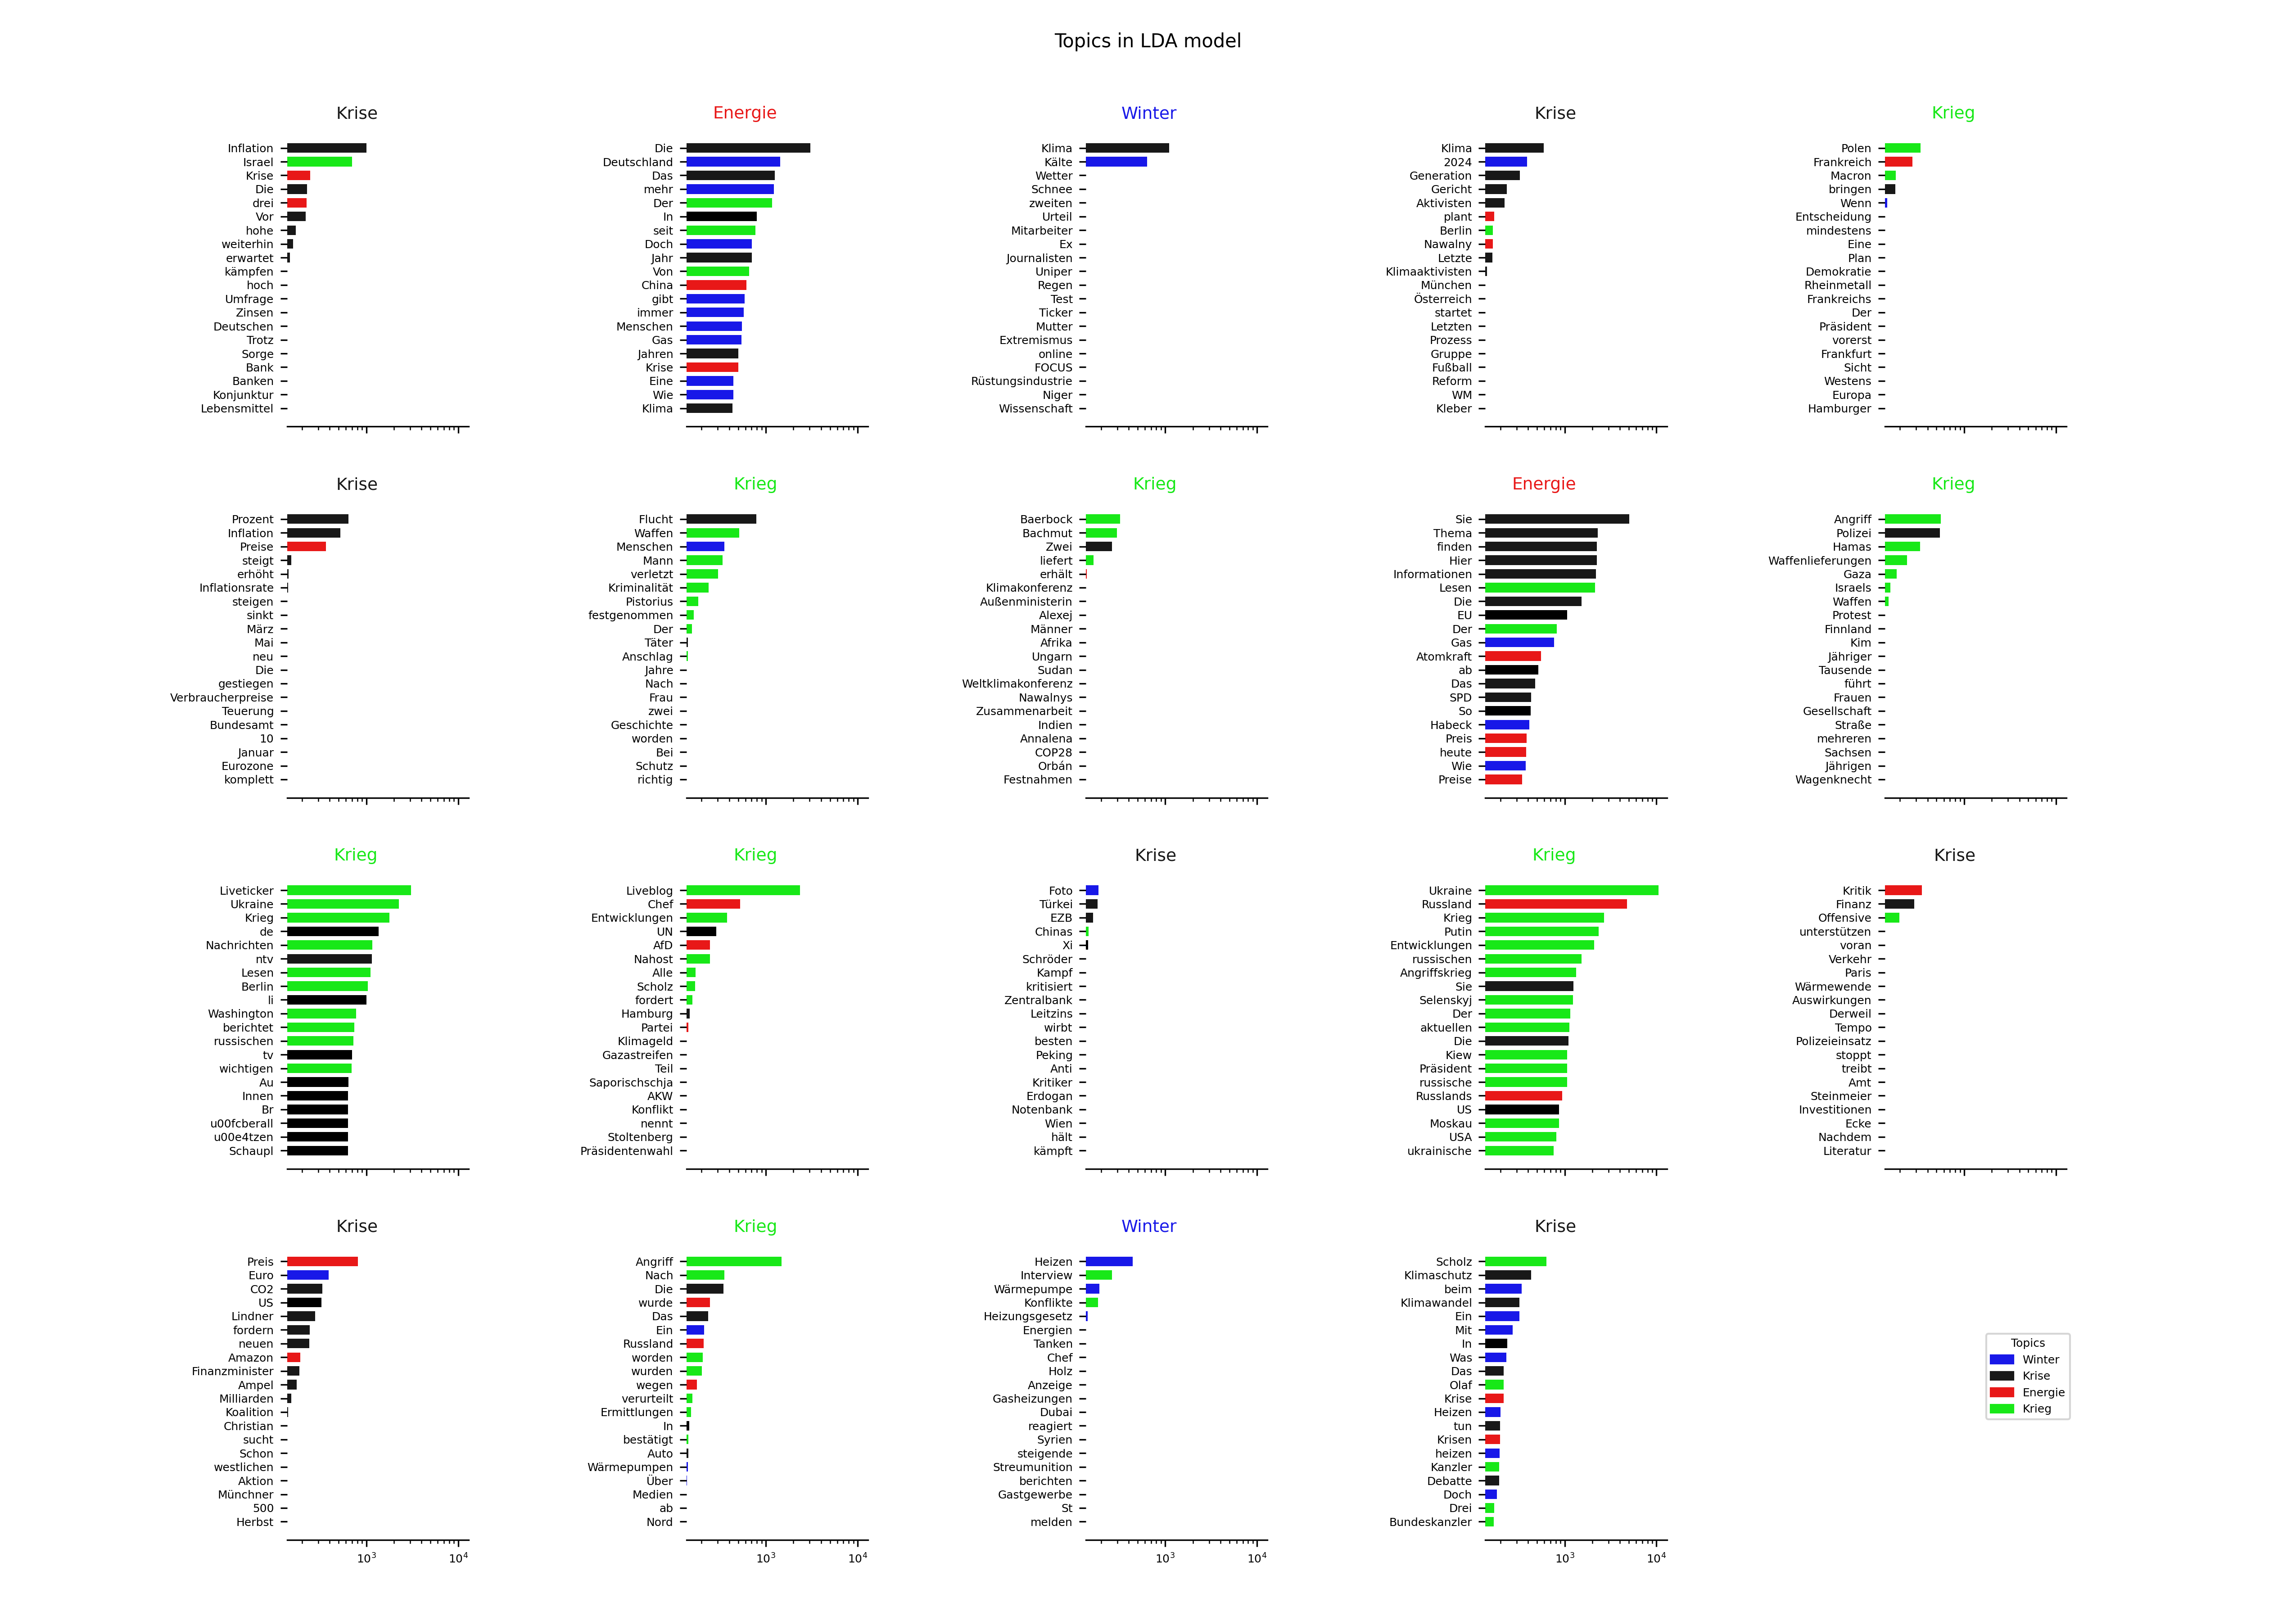 Topics in LDA model
Krise
Inflation
Israel
Krise
Die
drei
Vor
hohe
weiterhin
erwartet
kämpfen
hoch
Umfrage
Zinsen
Deutschen
Trotz
Sorge
Bank
Banken
Konjunktur
Lebensmittel
Energie
Die
Deutschland
Das
mehr
Der
In
seit
Doch
Jahr
Von
China
gibt
immer
Menschen
Gas
Jahren
Krise
Eine
Wie
Klima
Winter
Klima
Kälte
Wetter
Schnee
zweiten
Urteil
Mitarbeiter
Ex
Journalisten
Uniper
Regen
Test
Ticker
Mutter
Extremismus
online
FOCUS
Rüstungsindustrie
Niger
Wissenschaft
Krise
Klima
2024
Generation
Gericht
Aktivisten
plant
Berlin
Nawalny
Letzte
Klimaaktivisten
München
Österreich
startet
Letzten
Prozess
Gruppe
Fußball
Reform
WM
Kleber
Krieg
Polen
Frankreich
Macron
bringen
Wenn
Entscheidung
mindestens
Eine
Plan
Demokratie
Rheinmetall
Frankreichs
Der
Präsident
vorerst
Frankfurt
Sicht
Westens
Europa
Hamburger
Krise
Prozent
Inflation
Preise
steigt
erhöht
Inflationsrate
steigen
sinkt
März
Mai
neu
Die
gestiegen
Verbraucherpreise
Teuerung
Bundesamt
10
Januar
Eurozone
komplett
Krieg
Flucht
Waffen
Menschen
Mann
verletzt
Kriminalität
Pistorius
festgenommen
Der
Täter
Anschlag
Jahre
Nach
Frau
zwei
Geschichte
worden
Bei
Schutz
richtig
Krieg
Baerbock
Bachmut
Zwei
liefert
erhält
Klimakonferenz
Außenministerin
Alexej
Männer
Afrika
Ungarn
Sudan
Weltklimakonferenz
Nawalnys
Zusammenarbeit
Indien
Annalena
COP28
Orbán
Festnahmen
Energie
Sie
Thema
finden
Hier
Informationen
Lesen
Die
EU
Der
Gas
Atomkraft
ab
Das
SPD
So
Habeck
Preis
heute
Wie
Preise
Krieg
Angriff
Polizei
Hamas
Waffenlieferungen
Gaza
Israels
Waffen
Protest
Finnland
Kim
Jähriger
Tausende
führt
Frauen
Gesellschaft
Straße
mehreren
Sachsen
Jährigen
Wagenknecht
Krieg
Liveticker
Ukraine
Krieg
de
Nachrichten
ntv
Lesen
Berlin
li
Washington
berichtet
russischen
tv
wichtigen
Au
Innen
Br
u00fcberall
u00e4tzen
Schaupl
Krieg
Liveblog
Chef
Entwicklungen
UN
AfD
Nahost
Alle
Scholz
fordert
Hamburg
Partei
Klimageld
Gazastreifen
Teil
Saporischschja
AKW
Konflikt
nennt
Stoltenberg
Präsidentenwahl
Krise
Foto
Türkei
EZB
Chinas
Xi
Schröder
Kampf
kritisiert
Zentralbank
Leitzins
wirbt
besten
Peking
Anti
Kritiker
Erdogan
Notenbank
Wien
hält
kämpft
Krieg
Ukraine
Russland
Krieg
Putin
Entwicklungen
russischen
Angriffskrieg
Sie
Selenskyj
Der
aktuellen
Die
Kiew
Präsident
russische
Russlands
US
Moskau
USA
ukrainische
Krise
Kritik
Finanz
Offensive
unterstützen
voran
Verkehr
Paris
Wärmewende
Auswirkungen
Derweil
Tempo
Polizeieinsatz
stoppt
treibt
Amt
Steinmeier
Investitionen
Ecke
Nachdem
Literatur
Krise
Preis
Euro
CO2
US
Lindner
fordern
neuen
Amazon
Finanzminister
Ampel
Milliarden
Koalition
Christian
sucht
Schon
westlichen
Aktion
Münchner
500
Herbst
10³ 10⁴
Krieg
Angriff
Nach
Die
wurde
Das
Ein
Russland
worden
wurden
wegen
verurteilt
Ermittlungen
In
bestätigt
Auto
Wärmepumpen
Über
Medien
ab
Nord
10³ 10⁴
Winter
Heizen
Interview
Wärmepumpe
Konflikte
Heizungsgesetz
Energien
Tanken
Chef
Holz
Anzeige
Gasheizungen
Dubai
reagiert
Syrien
steigende
Streumunition
berichten
Gastgewerbe
St
melden
10³ 10⁴
Krise
Scholz
Klimaschutz
beim
Klimawandel
Ein
Mit
In
Was
Das
Olaf
Krise
Heizen
tun
Krisen
heizen
Kanzler
Debatte
Doch
Drei
Bundeskanzler
10³ 10⁴
Topics
Winter
Krise
Energie
Krieg